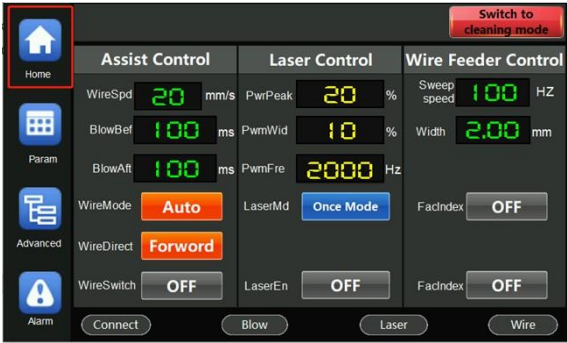 Switch to
cleaning mode
Home
Assist Control
Laser Control
Wire Feeder Control
WireSpd 20 mm/s
PwrPeak 20 %
Sweep
speed 100 HZ
BlowBef 100 ms
PwmWid 10 %
Width 2.00 mm
Param
BlowAft 100 ms
PwmFre 2000 Hz
WireMode Auto
LaserMd Once Mode
FacIndex OFF
Advanced
WireDirect Forword
WireSwitch OFF
LaserEn OFF
FacIndex OFF
Alarm
Connect
Blow
Laser
Wire